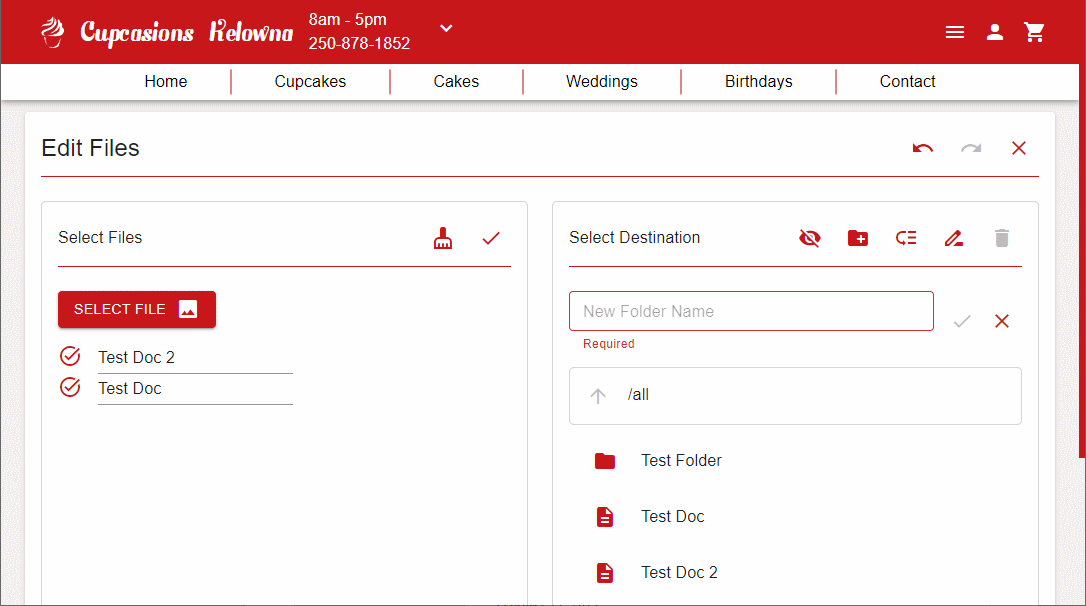 Cupcasions Kelowna
8am - 5pm
250-878-1852
Home
Cupcakes
Cakes
Weddings
Birthdays
Contact
Edit Files
Select Files
SELECT FILE
Test Doc 2
Test Doc
Select Destination
New Folder Name
Required
/all
Test Folder
Test Doc
Test Doc 2